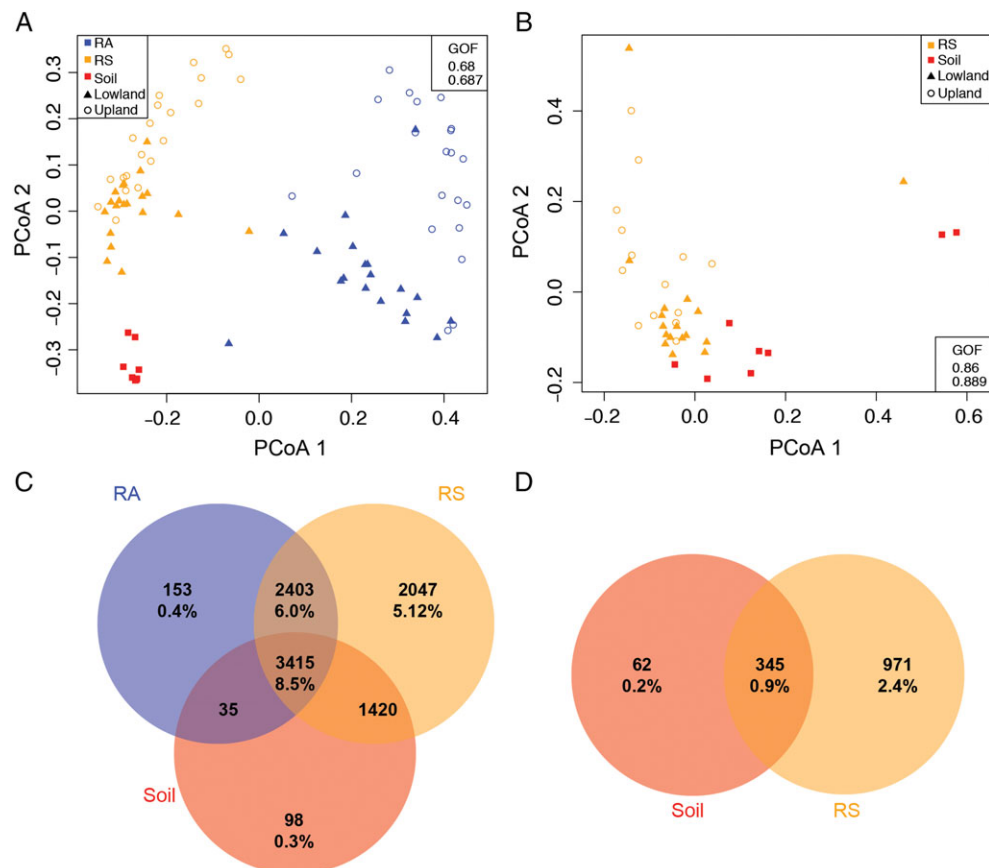 A
RA
RS
Soil
Lowland
Upland
GOF
0.68
0.687
PCoA 2
0.3
0.2
0.1
0.0
−0.1
−0.2
−0.3
−0.2
0.0
0.2
0.4
PCoA 1
B
RS
Soil
Lowland
Upland
GOF
0.86
0.889
PCoA 2
0.4
0.2
0.0
−0.2
−0.2
0.0
0.2
0.4
0.6
PCoA 1
C
RA
RS
153
0.4%
2403
6.0%
2047
5.12%
3415
8.5%
35
1420
Soil
98
0.3%
D
62
0.2%
345
0.9%
971
2.4%
Soil
RS